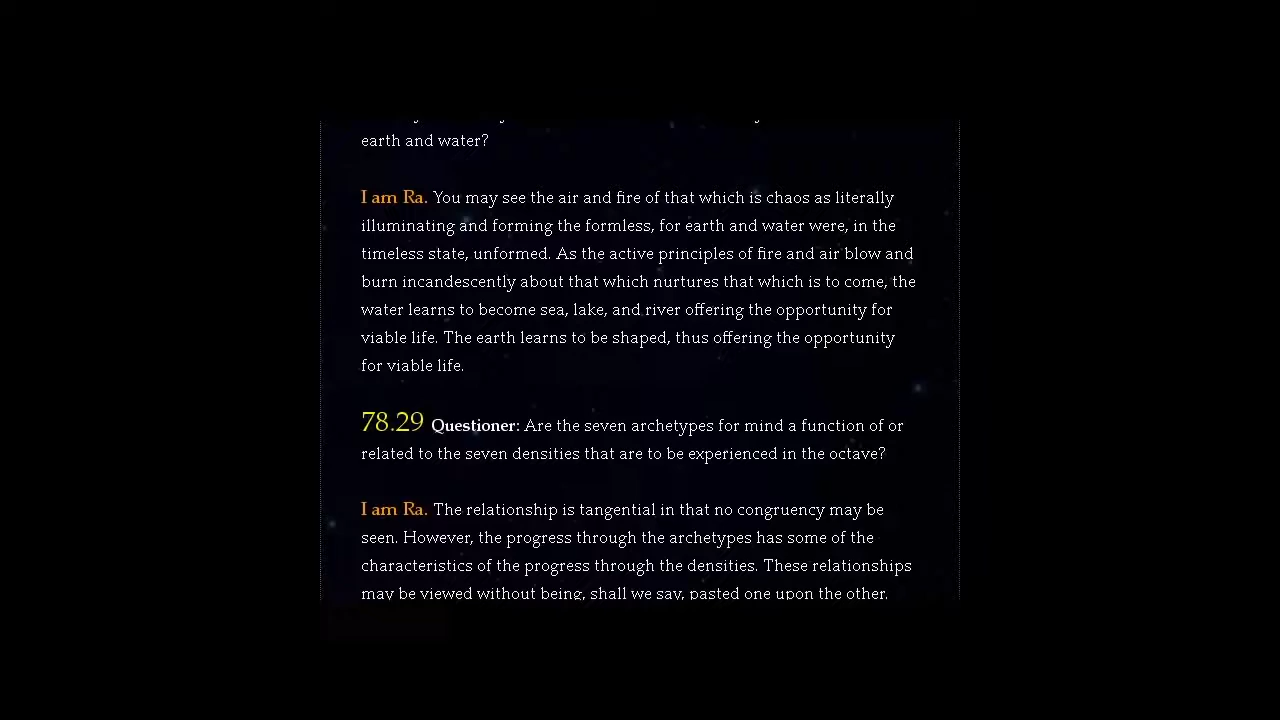 earth and water?
I am Ra. You may see the air and fire of that which is chaos as literally
illuminating and forming the formless, for earth and water were, in the
timeless state, unformed. As the active principles of fire and air blow and
burn incandescently about that which nurtures that which is to come, the
water learns to become sea, lake, and river offering the opportunity for
viable life. The earth learns to be shaped, thus offering the opportunity
for viable life.
78.29 Questioner: Are the seven archetypes for mind a function of or
related to the seven densities that are to be experienced in the octave?
I am Ra. The relationship is tangential in that no congruency may be
seen. However, the progress through the archetypes has some of the
characteristics of the progress through the densities. These relationships
may be viewed without being, shall we say, pasted one upon the other.